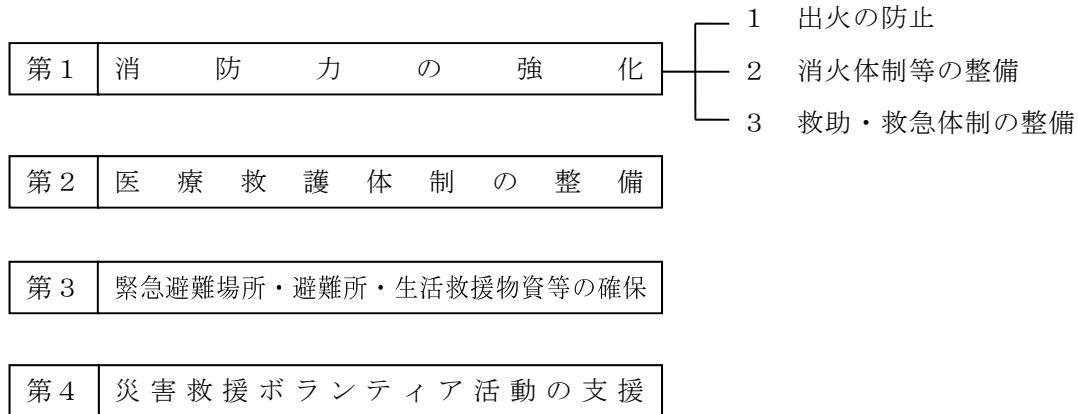 第１ 消防力の強化
１ 出火の防止
２ 消火体制等の整備
３ 救助・救急体制の整備
第２ 医療救護体制の整備
第３ 緊急避難場所・避難所・生活救援物資等の確保
第４ 災害救援ボランティア活動の支援